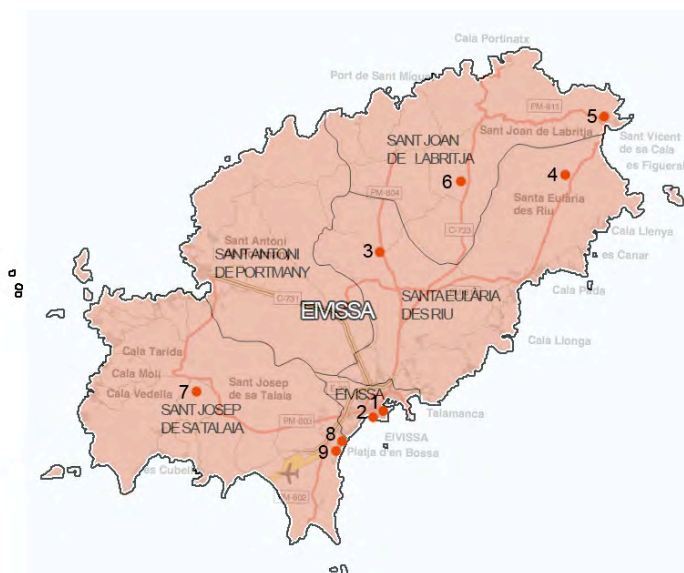 Cala Portinatx
Port de Sant Miguel
PM-811
5
SANT JOAN
DE LABRITJA
Sant Joan de Labritja
Sant Vicent
de sa Cala
es Figueral
6
4
PM-804
Santa Eulària
des Riu
C-733
Cala Llenya
3
es Canar
Sant Antoni
SANT ANTONI
DE PORTMANY
Cala Pada
SANTA EULARIA
DES RIU
C-731
EIVISSA
Cala Llonga
Cala Tarida
Cala Molí
Cala Vedella
7
Sant Josep
de sa Talaia
SANT JOSEP
DE SA TALAIA
EIVISSA
1
2
Talamanca
PM-803
EIVISSA
8
9
Platja d'en Bossa
es Cubells
PM-802